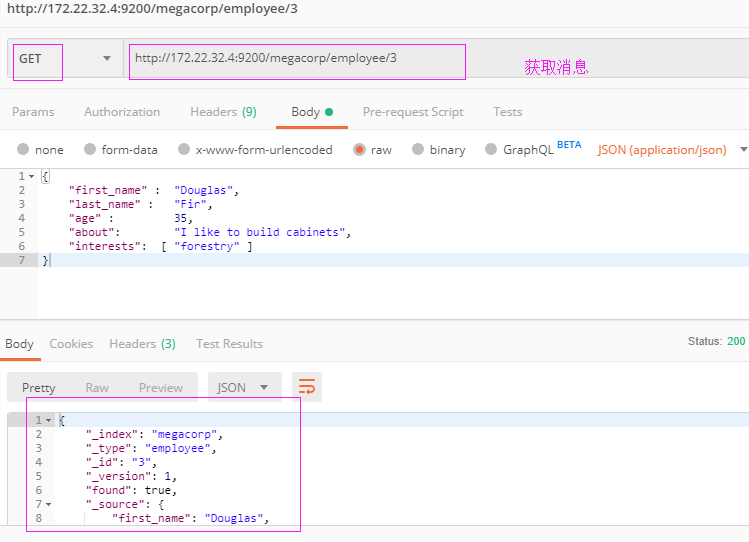 http://172.22.32.4:9200/megacorp/employee/3
GET http://172.22.32.4:9200/megacorp/employee/3
获取消息
Params Authorization Headers (9) Body Pre-request Script Tests
none form-data x-www-form-urlencoded raw binary GraphQL BETA JSON (application/json)
1 {
2 "first_name" : "Douglas",
3 "last_name" : "Fir",
4 "age" : 35,
5 "about": "I like to build cabinets",
6 "interests": [ "forestry" ]
7 }
Body Cookies Headers (3) Test Results Status: 200
Pretty Raw Preview JSON
1 {
2 "_index": "megacorp",
3 "_type": "employee",
4 "_id": "3",
5 "_version": 1,
6 "found": true,
7 "_source": {
8 "first_name": "Douglas",